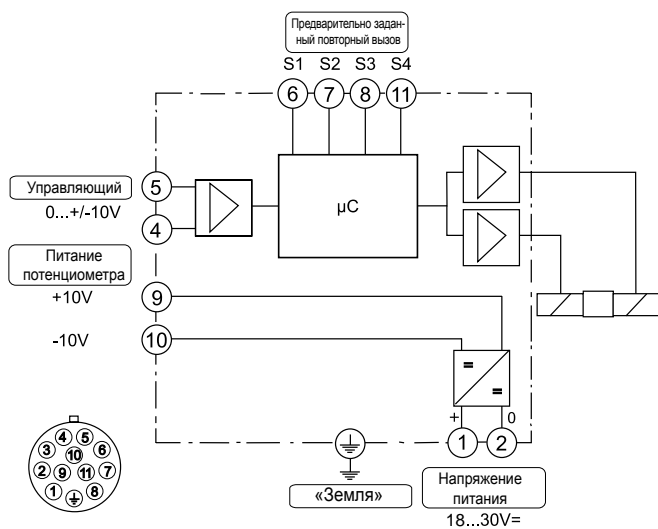 Предварительно задан-
ный повторный вызов
S1 S2 S3 S4
6 7 8 11
Управляющий
0...+/-10V
5
4
µC
Питание
потенциометра
+10V
9
-10V
10
=
=
+ 0
1 2
«Земля»
Напряжение
питания
18...30V=
4 5
3 10 6
2 9 11 7
1 8